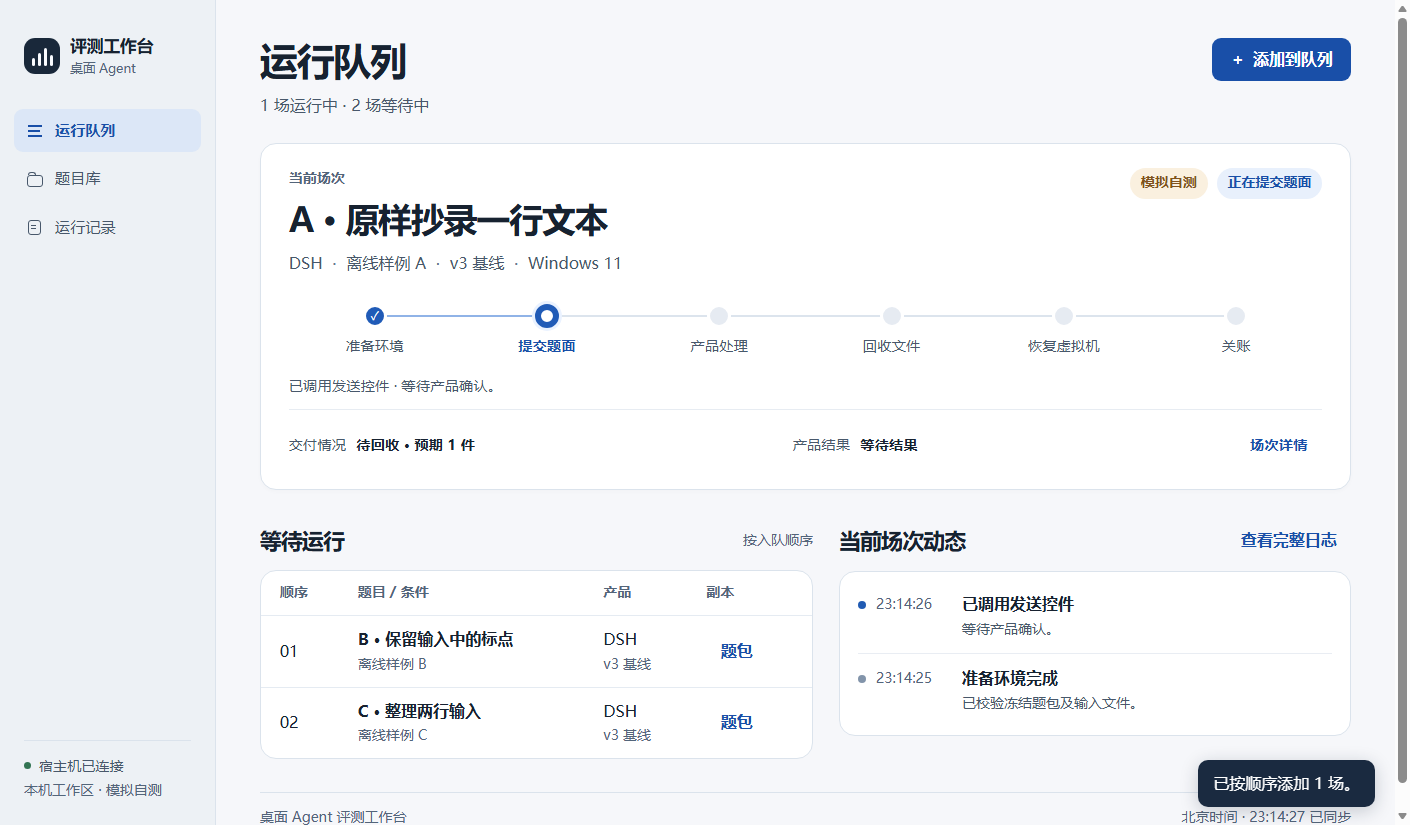 评测工作台
桌面 Agent
运行队列
题目库
运行记录
宿主机已连接
本机工作区 · 模拟自测
运行队列
1 场运行中 · 2 场等待中
+ 添加到队列
当前场次
模拟自测
正在提交题面
A · 原样抄录一行文本
DSH · 离线样例 A · v3 基线 · Windows 11
准备环境
提交题面
产品处理
回收文件
恢复虚拟机
关账
已调用发送控件 · 等待产品确认。
交付情况 待回收 · 预期 1 件
产品结果 等待结果
场次详情
等待运行
按入队顺序
顺序 题目 / 条件 产品 副本
01 B · 保留输入中的标点 DSH 题包
离线样例 B v3 基线
02 C · 整理两行输入 DSH 题包
离线样例 C v3 基线
当前场次动态
查看完整日志
23:14:26 已调用发送控件
等待产品确认。
23:14:25 准备环境完成
已校验冻结题包及输入文件。
已按顺序添加 1 场。
桌面 Agent 评测工作台
北京时间 · 23:14:27 已同步